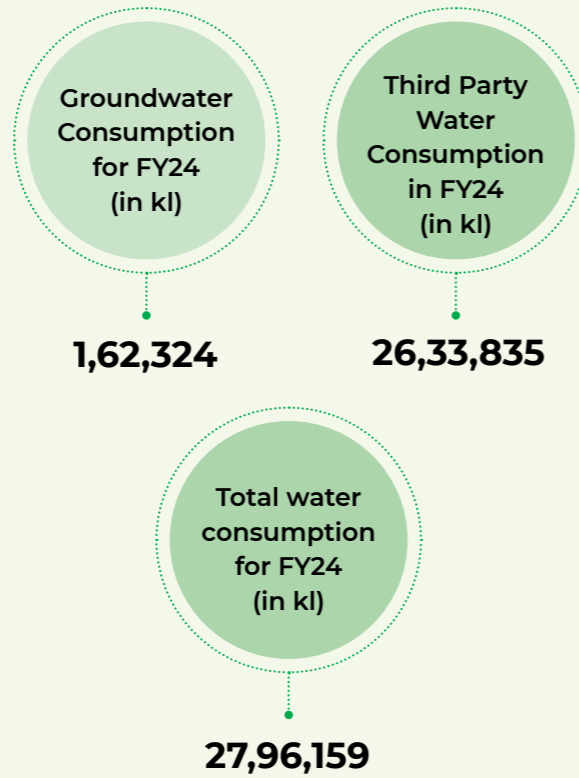 Groundwater
Consumption
for FY24
(in kl)
1,62,324
Third Party
Water
Consumption
in FY24
(in kl)
26,33,835
Total water
consumption
for FY24
(in kl)
27,96,159